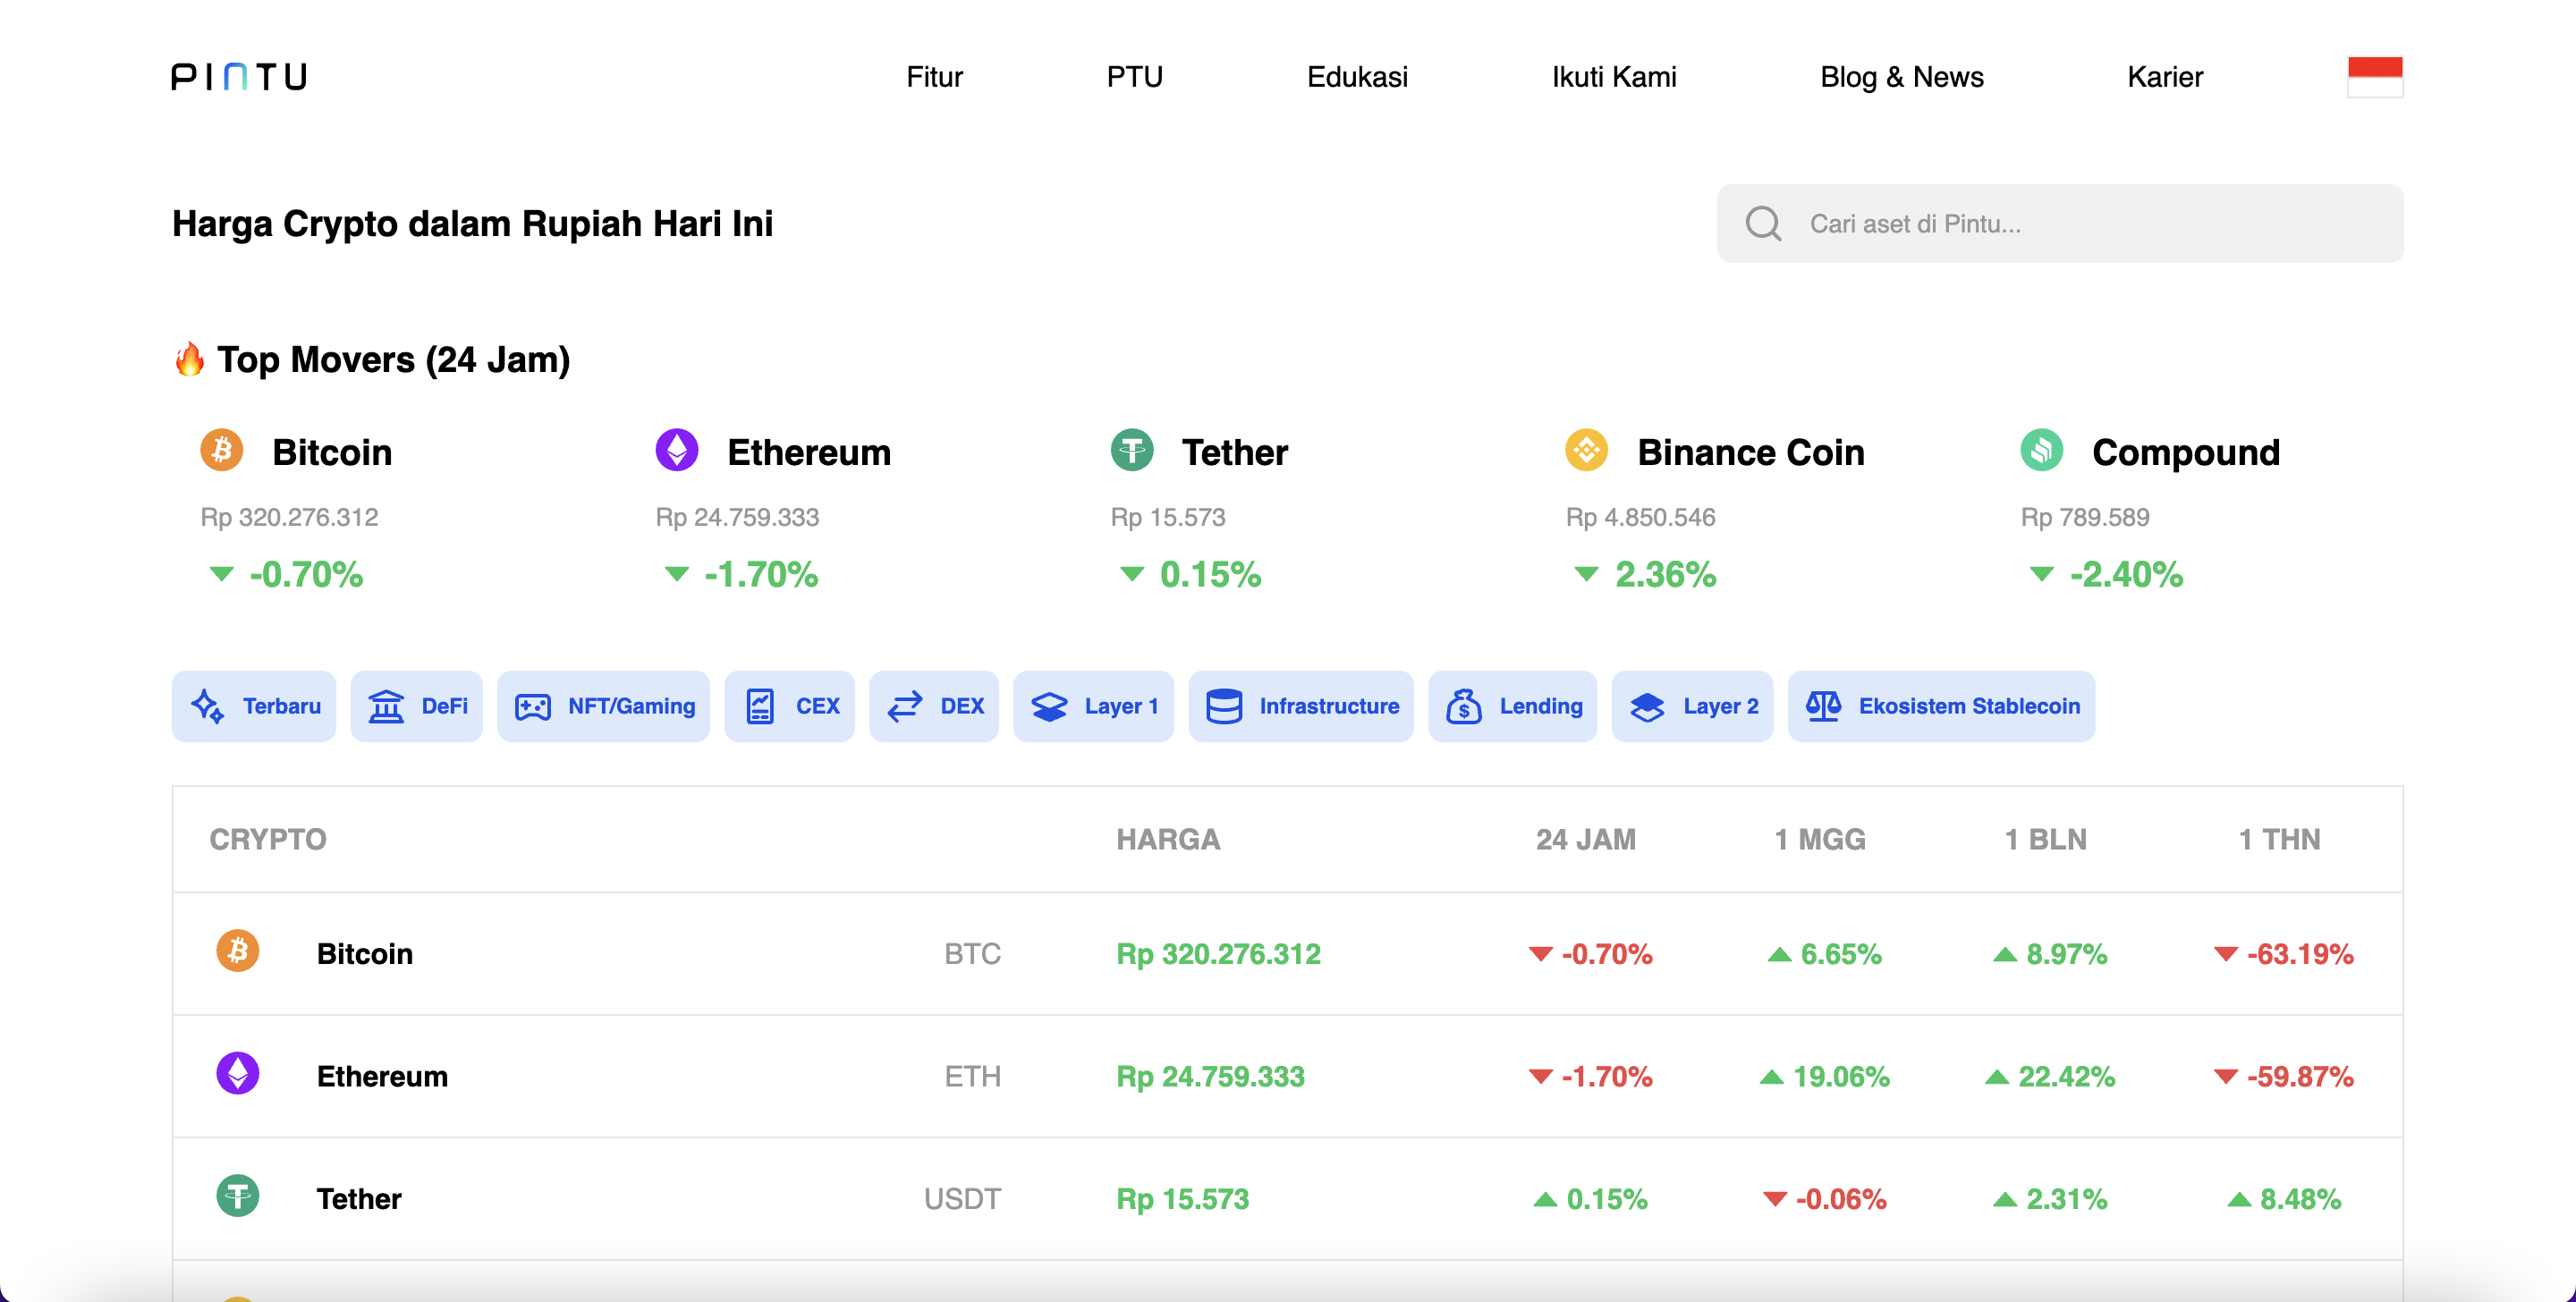 PINTU Fitur PTU Edukasi Ikuti Kami Blog & News Karier
Harga Crypto dalam Rupiah Hari Ini Cari aset di Pintu...
Top Movers (24 Jam)
Bitcoin Ethereum Tether Binance Coin Compound
Rp 320.276.312 Rp 24.759.333 Rp 15.573 Rp 4.850.546 Rp 789.589
-0.70% -1.70% 0.15% 2.36% -2.40%
Terbaru DeFi NFT/Gaming CEX DEX Layer 1 Infrastructure Lending Layer 2 Ekosistem Stablecoin
CRYPTO HARGA 24 JAM 1 MGG 1 BLN 1 THN
Bitcoin BTC Rp 320.276.312 -0.70% 6.65% 8.97% -63.19%
Ethereum ETH Rp 24.759.333 -1.70% 19.06% 22.42% -59.87%
Tether USDT Rp 15.573 0.15% -0.06% 2.31% 8.48%